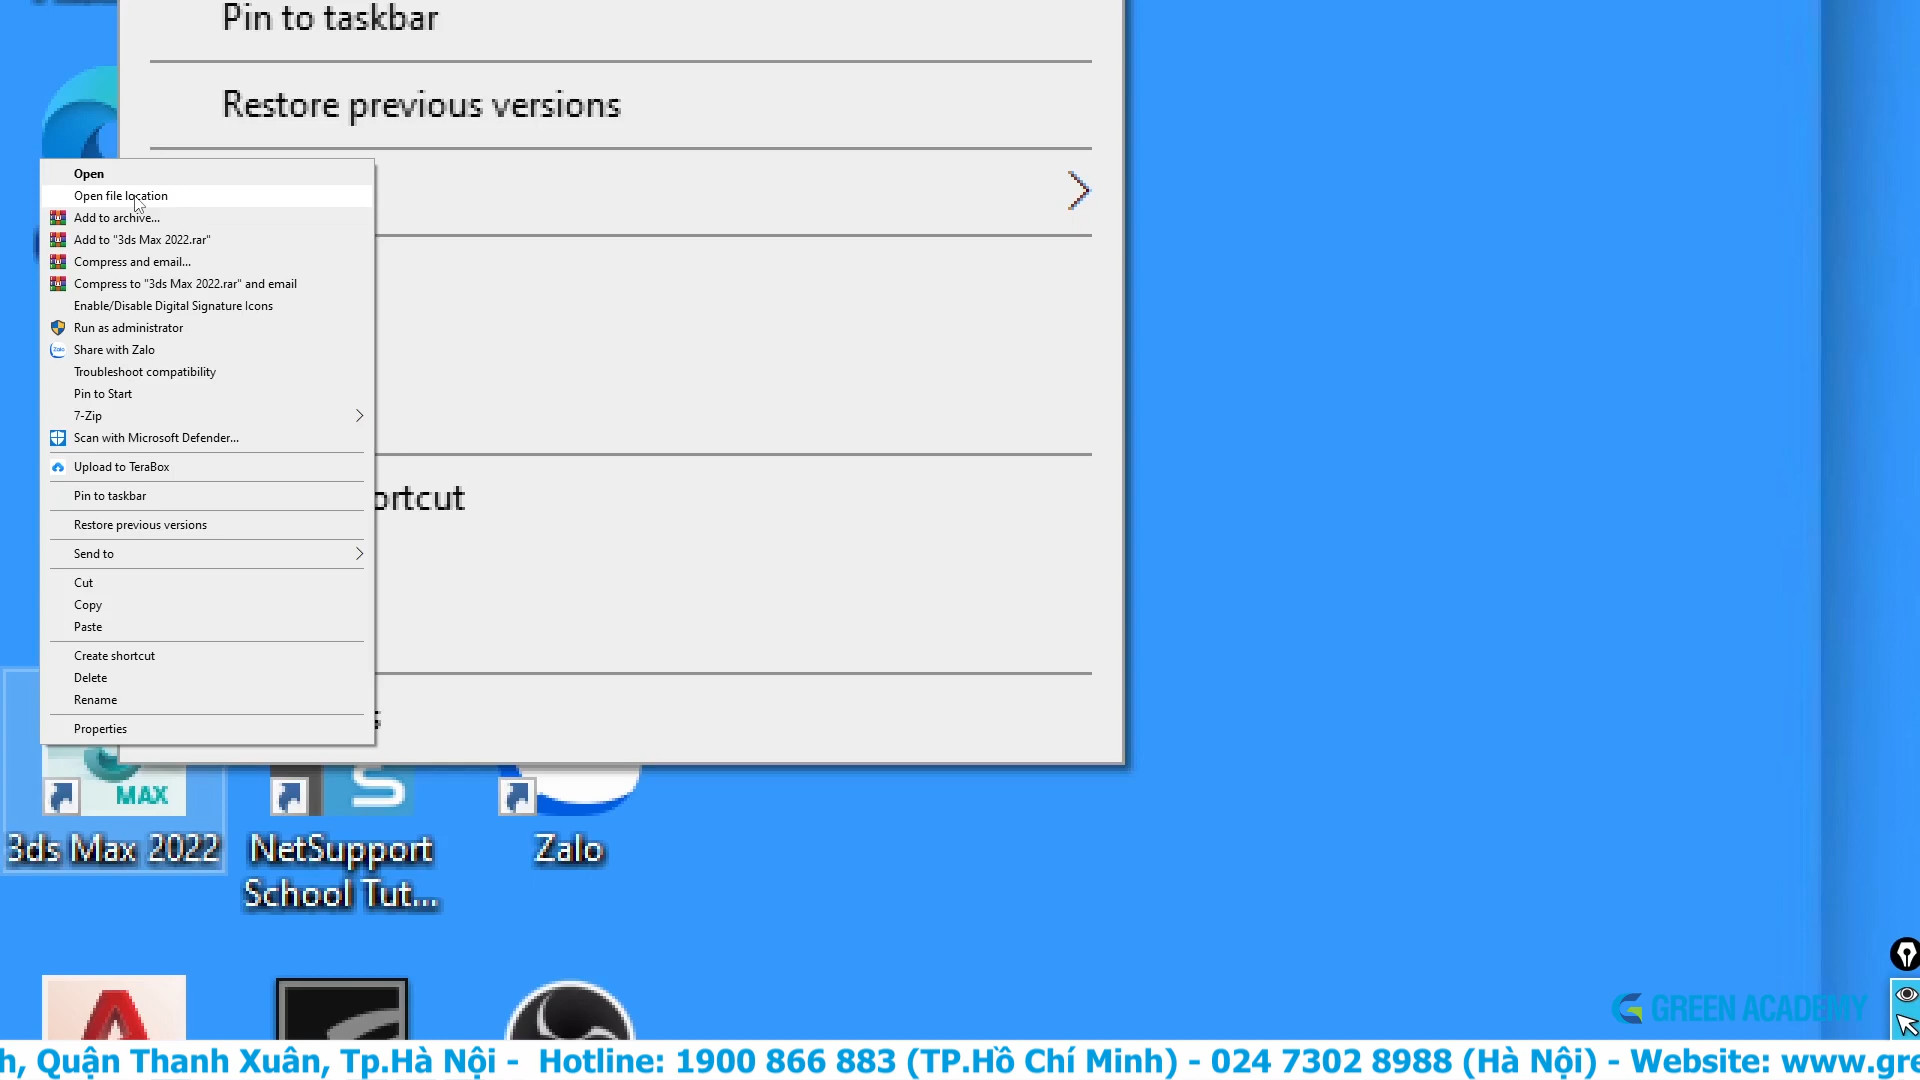 Pin to taskbar
Restore previous versions
Open
Open file location
Add to archive...
Add to "3ds Max 2022.rar"
Compress and email...
Compress to "3ds Max 2022.rar" and email
Enable/Disable Digital Signature Icons
Run as administrator
Zalo
Share with Zalo
Troubleshoot compatibility
Pin to Start
7-Zip
Scan with Microsoft Defender...
Upload to TeraBox
Pin to taskbar
ortcut
Restore previous versions
Send to
Cut
Copy
Paste
Create shortcut
Delete
Rename
s
Properties
MAX
S
3ds Max 2022
NetSupport
School Tut...
Zalo
GREEN ACADEMY
h, Quận Thanh Xuân, Tp.Hà Nội - Hotline: 1900 866 883 (TP.Hồ Chí Minh) - 024 7302 8988 (Hà Nội) - Website: www.gre